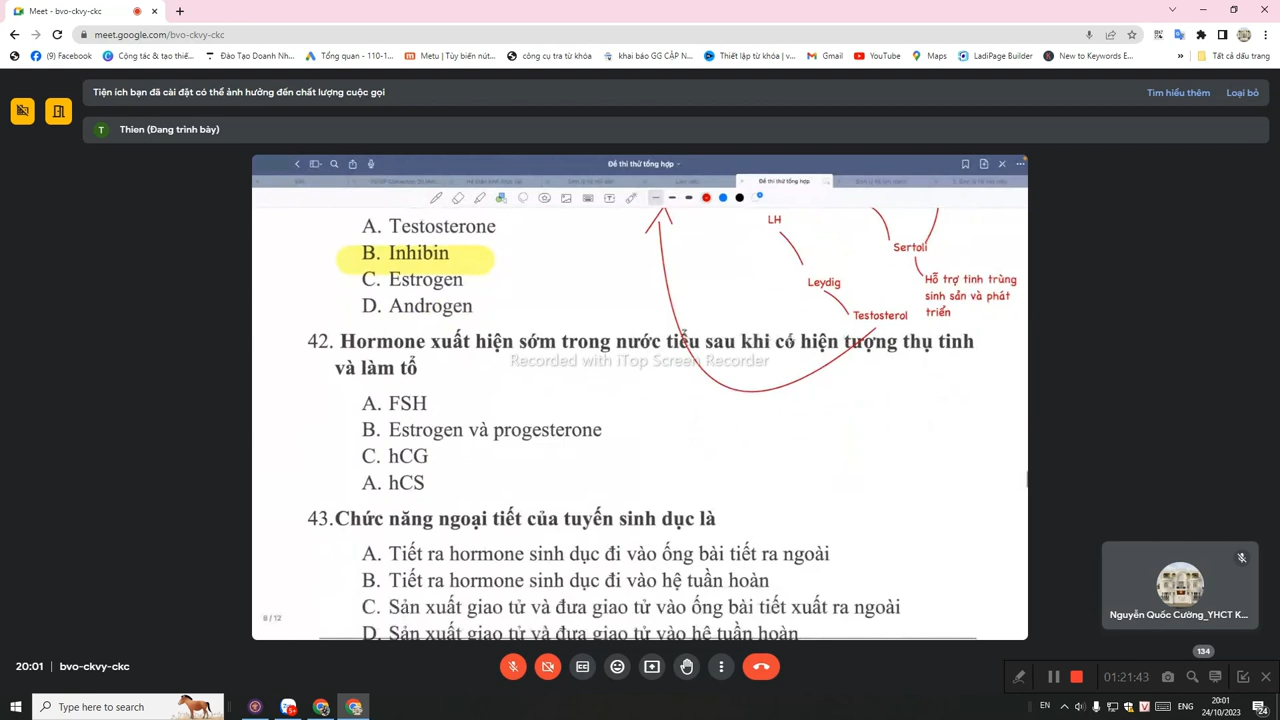 Meet - bvo-ckvy-ckc
meet.google.com/bvo-ckvy-ckc
(6) Facebook
Công cụ & tạo thiế...
Đào Tạo Doanh Nh...
Tổng quan – 110-1...
Metu | Tùy biến nút...
công cụ tra từ khóa
khai báo GG CẬP N...
Thiết lập từ khóa | v...
Gmail
YouTube
Maps
LadiPage Builder
New to Keywords E...
Tất cả dấu trang
Tiện ích bạn đã cài đặt có thể ảnh hưởng đến chất lượng cuộc gọi
Tìm hiểu thêm
Loại bỏ
T
Thien (Đang trình bày)
Đề thi thử tổng hợp
Đề thi thử tổng hợp
A. Testosterone
B. Inhibin
C. Estrogen
D. Androgen
LH
Sertoli
Leydig
Hỗ trợ tinh trùng
sinh sản và phát
triển
Testosterol
42. Hormone xuất hiện sớm trong nước tiểu sau khi có hiện tượng thụ tinh
và làm tổ
Recorded with iTop Screen Recorder
A. FSH
B. Estrogen và progesterone
C. hCG
A. hCS
43.Chức năng ngoại tiết của tuyến sinh dục là
A. Tiết ra hormone sinh dục đi vào ống bài tiết ra ngoài
B. Tiết ra hormone sinh dục đi vào hệ tuần hoàn
C. Sản xuất giao tử và đưa giao tử vào ống bài tiết xuất ra ngoài
D. Sản xuất giao tử và đưa giao tử vào hệ tuần hoàn
8 / 12
Nguyễn Quốc Cường_YHCT K...
134
20:01
bvo-ckvy-ckc
01:21:43
Type here to search
EN
ENG
20:01
24/10/2023
24